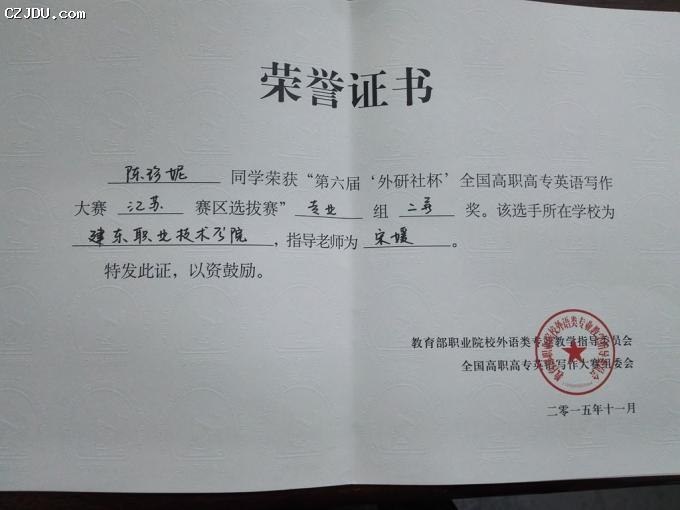 CZJDU.COM
荣誉证书
陈珍妮 同学荣获“第六届‘外研社杯’全国高职高专英语写作
大赛 江苏 赛区选拔赛” 专业 组 二等 奖。该选手所在学校为
建东职业技术学院，指导老师为 宋媛 。
特发此证，以资鼓励。
教育部职业院校外语类专业教学指导委员会
全国高职高专英语写作大赛组委会
二零一五年十一月